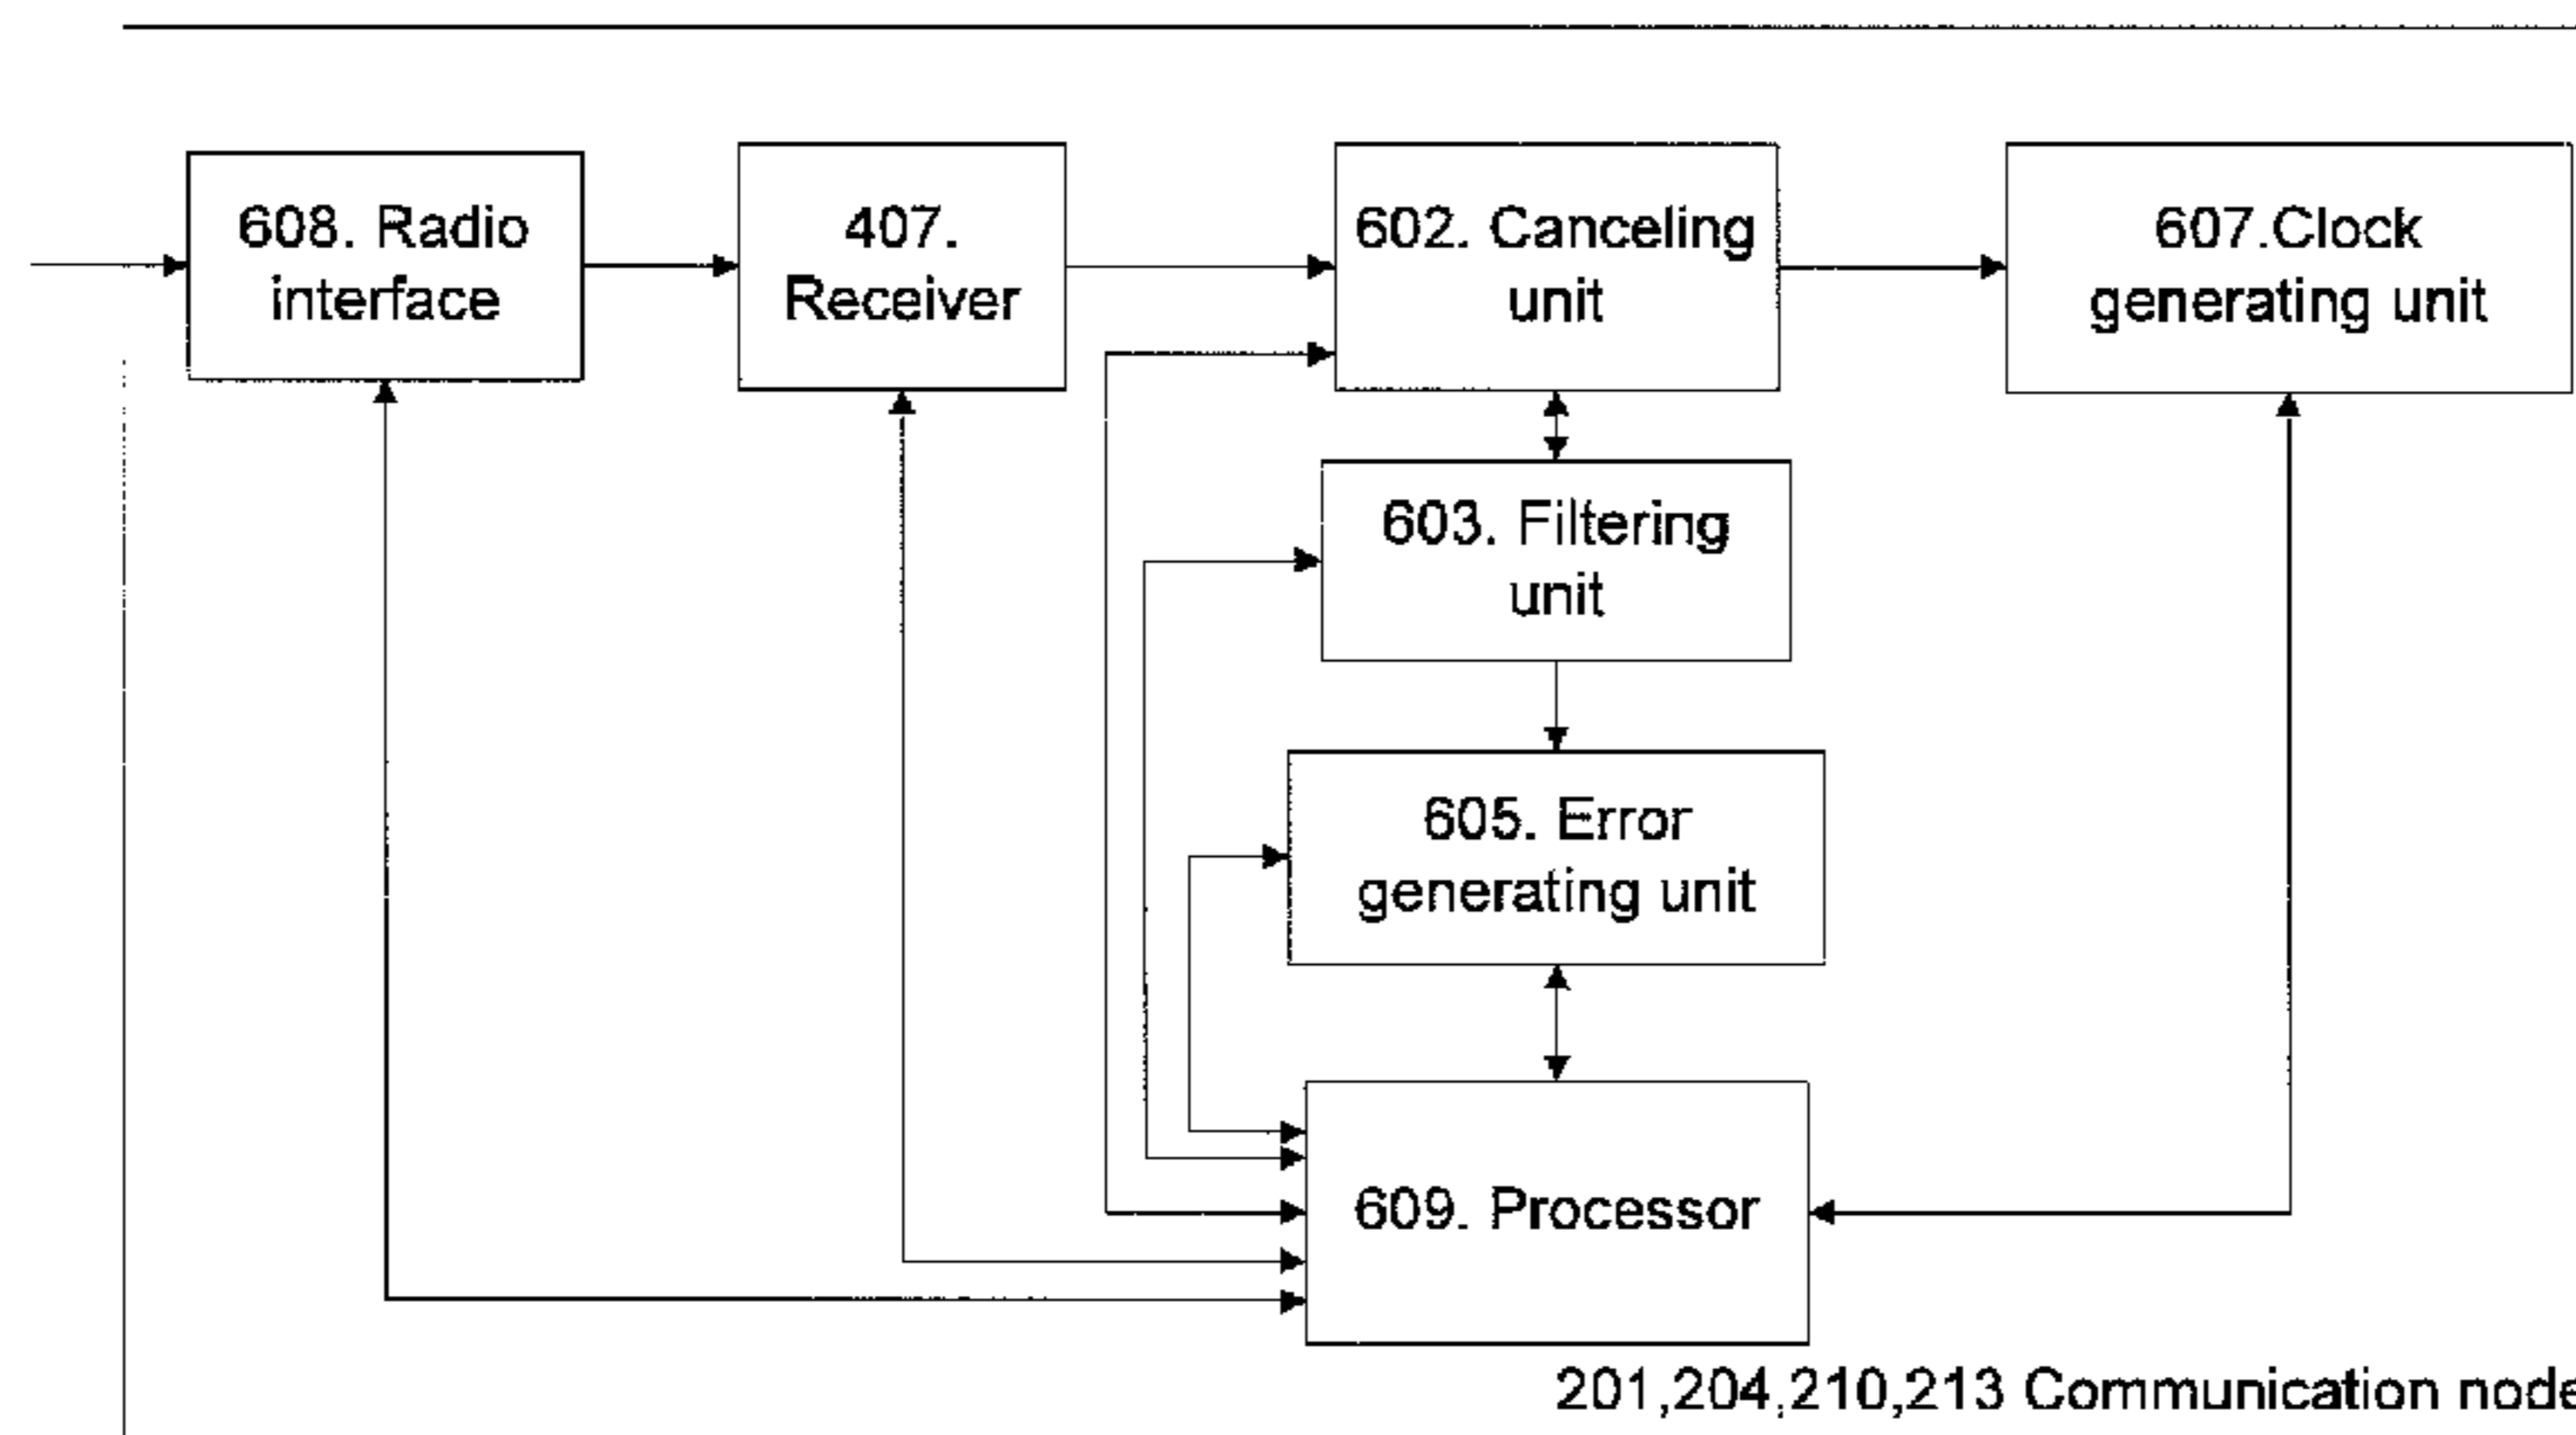 608. Radio
interface
407.
Receiver
602. Canceling
unit
607.Clock
generating unit
603. Filtering
unit
605. Error
generating unit
609. Processor
201,204,210,213 Communication node